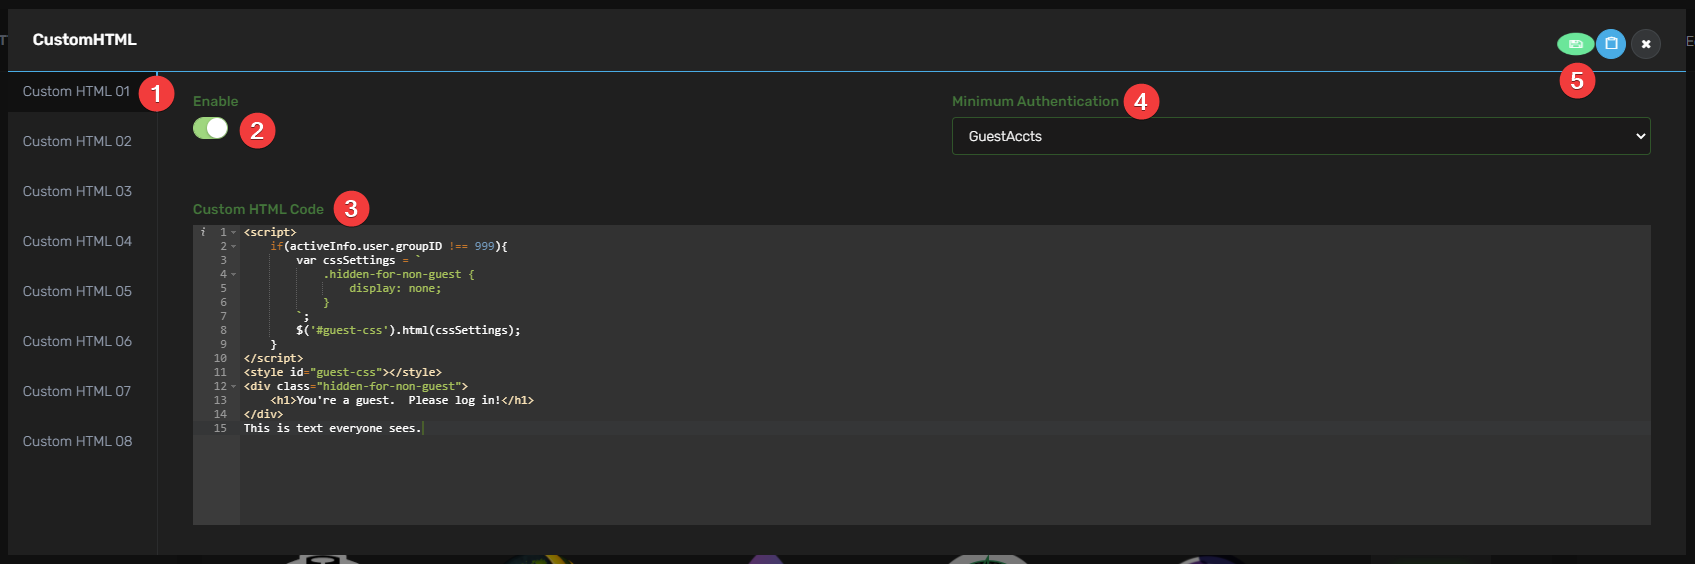 CustomHTML
T
E
5
Custom HTML 01
1
Custom HTML 02
Custom HTML 03
Custom HTML 04
Custom HTML 05
Custom HTML 06
Custom HTML 07
Custom HTML 08
Enable
2
Minimum Authentication 4
GuestAccts
Custom HTML Code 3
i 1 <script>
2 if(activeInfo.user.groupID !== 999){
3 var cssSettings = `
4 .hidden-for-non-guest {
5 display: none;
6 }
7 `;
8 $('#guest-css').html(cssSettings);
9 }
10 </script>
11 <style id="guest-css"></style>
12 <div class="hidden-for-non-guest">
13 <h1>You're a guest.  Please log in!</h1>
14 </div>
15 This is text everyone sees.